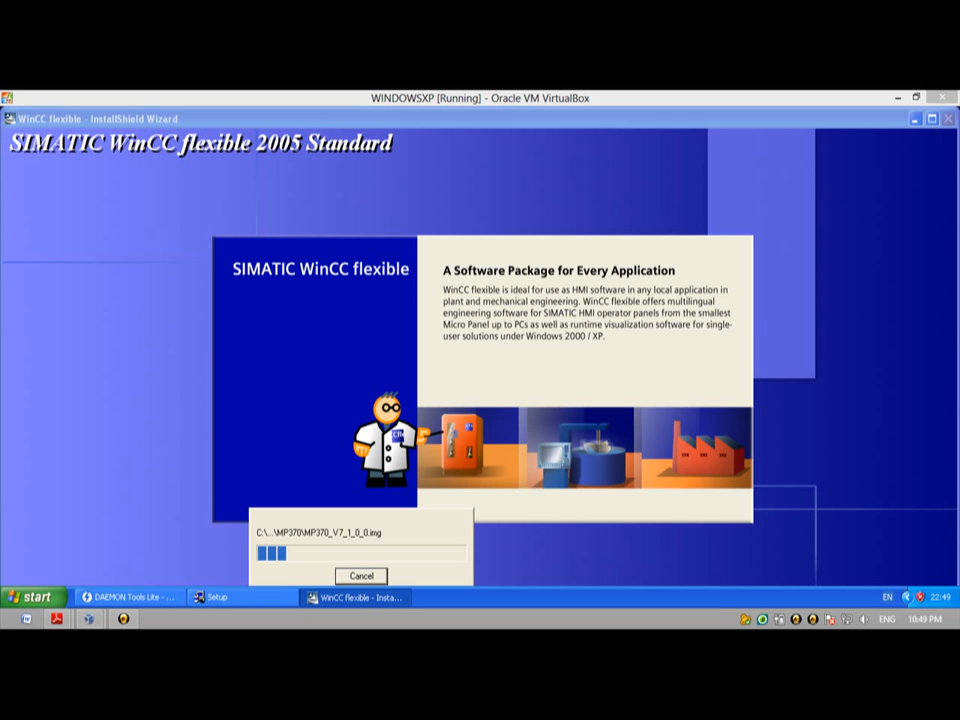 WINDOWSXP [Running] - Oracle VM VirtualBox
WinCC flexible - InstallShield Wizard
SIMATIC WinCC flexible 2005 Standard
SIMATIC WinCC flexible
A Software Package for Every Application
WinCC flexible is ideal for use as HMI software in any local application in
plant and mechanical engineering. WinCC flexible offers multilingual
engineering software for SIMATIC HMI operator panels from the smallest
Micro Panel up to PCs as well as runtime visualization software for single-
user solutions under Windows 2000 / XP.
C:\...\MP370\MP370_V7_1_0_0.img
Cancel
start
DAEMON Tools Lite - ...
Setup
WinCC flexible - Insta...
EN
22:49
ENG
10:49 PM